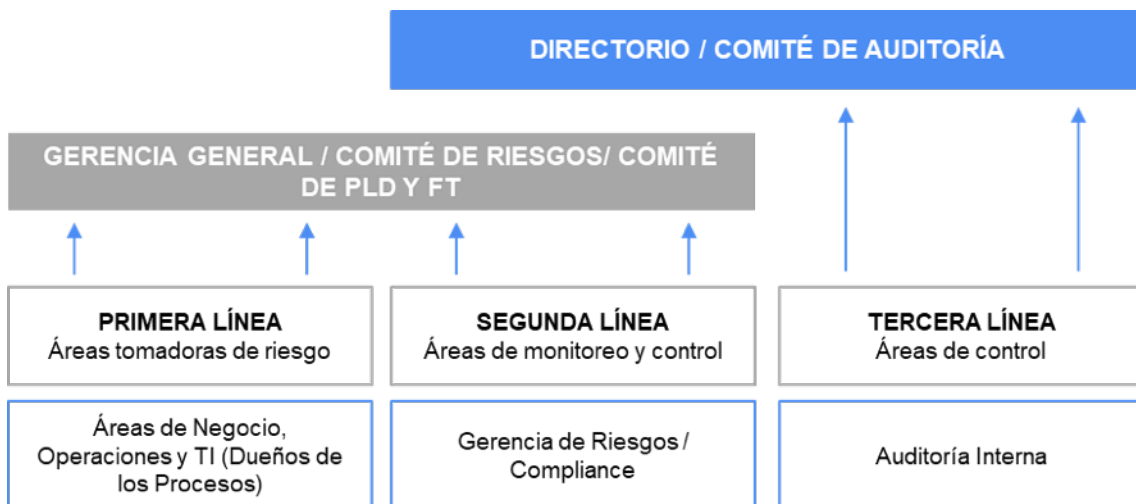 DIRECTORIO / COMITÉ DE AUDITORÍA
GERENCIA GENERAL / COMITÉ DE RIESGOS/ COMITÉ
DE PLD Y FT
PRIMERA LÍNEA
Áreas tomadoras de riesgo
SEGUNDA LÍNEA
Áreas de monitoreo y control
TERCERA LÍNEA
Áreas de control
Áreas de Negocio,
Operaciones y TI (Dueños de
los Procesos)
Gerencia de Riesgos /
Compliance
Auditoría Interna